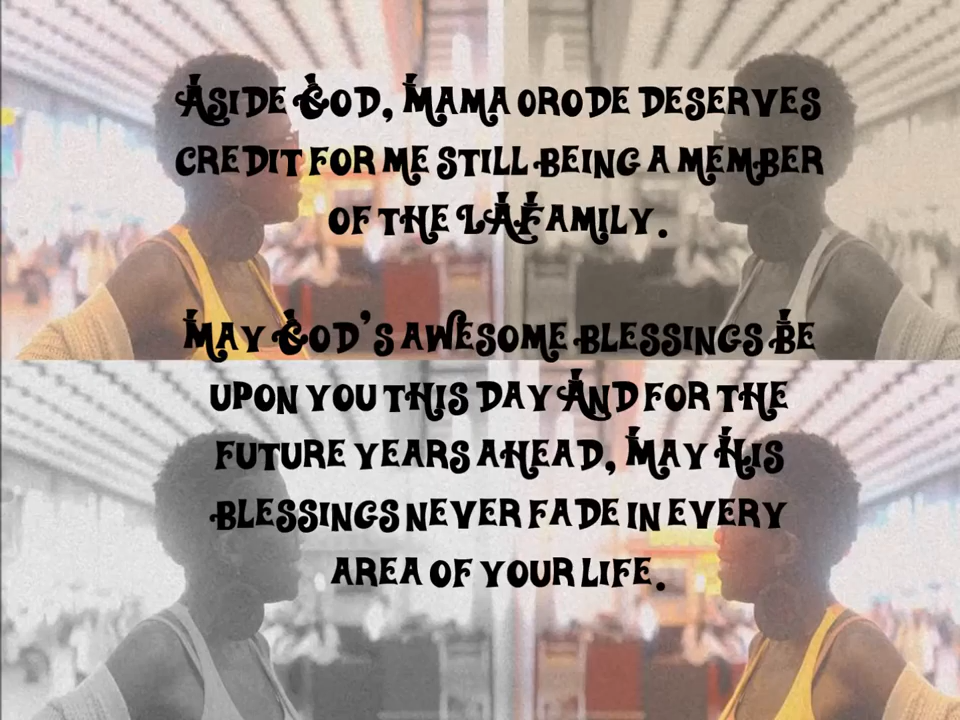 Aside God, Mama orode deserves
credit for me still being a member
of the LAFamily.
May God's awesome blessings Be
upon you this day And for the
future years ahead, May His
blessings never fade in every
area of your life.